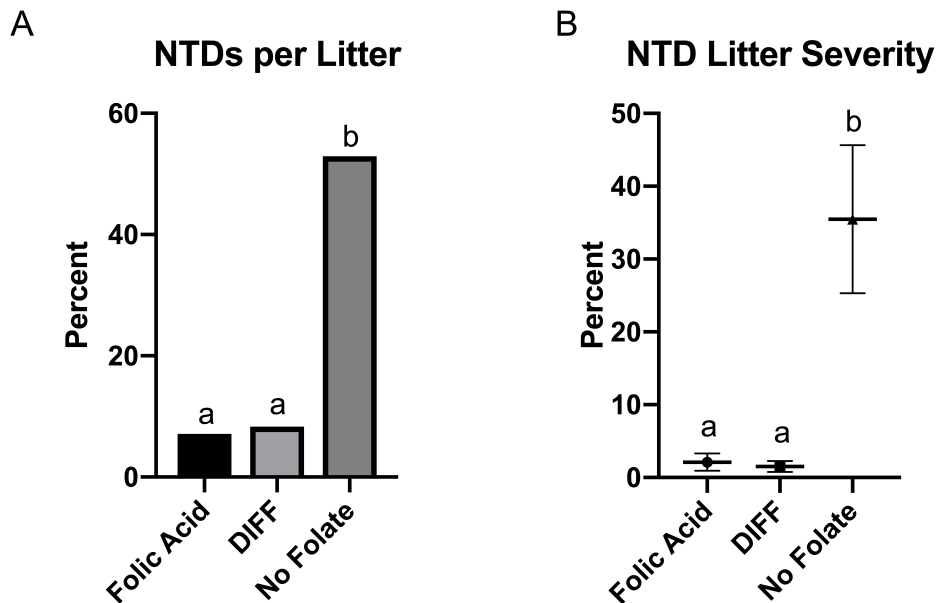 A
NTDs per Litter
Percent
60
40
20
0
a
a
b
Folic Acid
DIFF
No Folate
B
NTD Litter Severity
Percent
50
40
30
20
10
0
a
a
b
Folic Acid
DIFF
No Folate